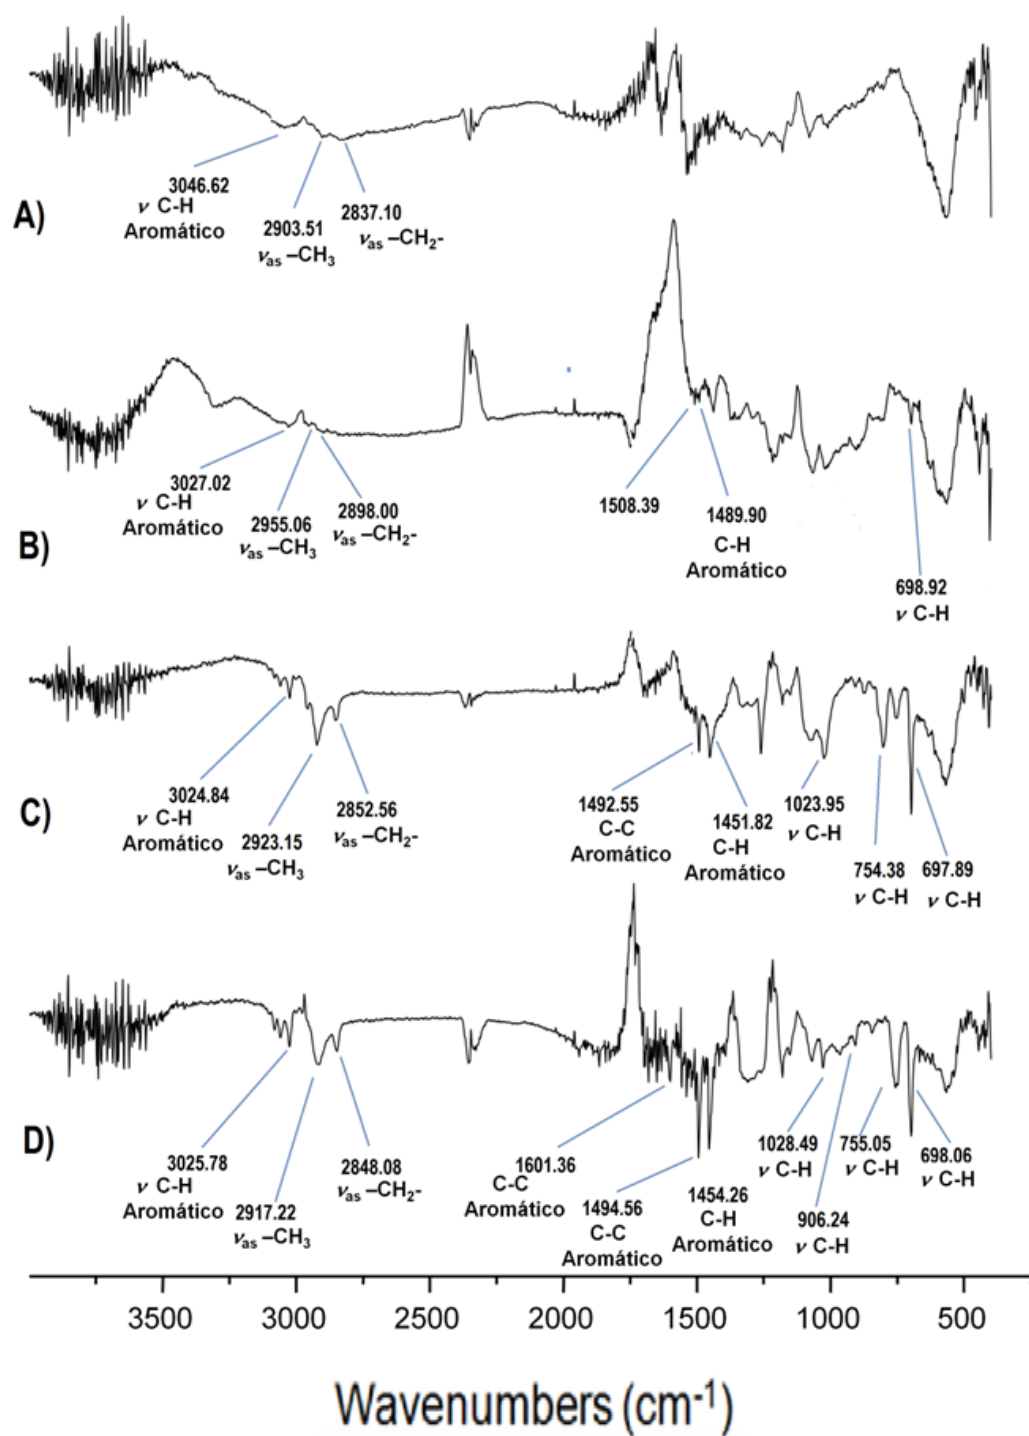 A)
3046.62
ν C-H
Aromático
2903.51
νas –CH3
2837.10
νas –CH2-
B)
3027.02
ν C-H
Aromático
2955.06
νas –CH3
2898.00
νas –CH2-
1508.39
1489.90
C-H
Aromático
698.92
ν C-H
C)
3024.84
ν C-H
Aromático
2923.15
νas –CH3
2852.56
νas –CH2-
1492.55
C-C
Aromático
1451.82
C-H
Aromático
1023.95
ν C-H
754.38
ν C-H
697.89
ν C-H
D)
3025.78
ν C-H
Aromático
2917.22
νas –CH3
2848.08
νas –CH2-
1601.36
C-C
Aromático
1494.56
C-C
Aromático
1454.26
C-H
Aromático
1028.49
ν C-H
906.24
ν C-H
755.05
ν C-H
698.06
ν C-H
3500 3000 2500 2000 1500 1000 500
Wavenumbers (cm-1)